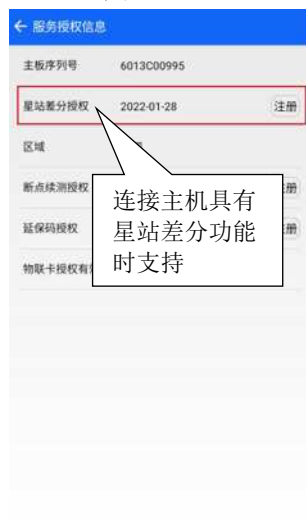 服务授权信息
主板序列号 6013C00995
星站差分授权 2022-01-28 注册
区域
断点续测授权 册
连接主机具有
星站差分功能
时支持
延保码授权 册
物联卡授权有